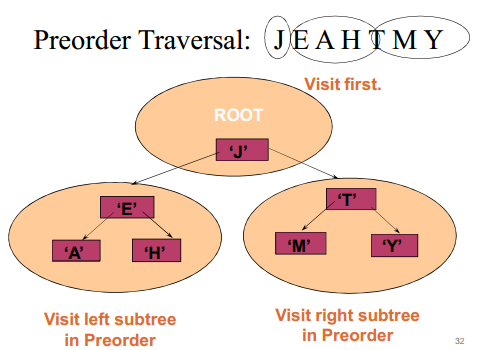 Preorder Traversal: J E A H T M Y
Visit first.
ROOT
‘J’
‘E’
‘T’
‘A’
‘H’
‘M’
‘Y’
Visit left subtree
in Preorder
Visit right subtree
in Preorder
32